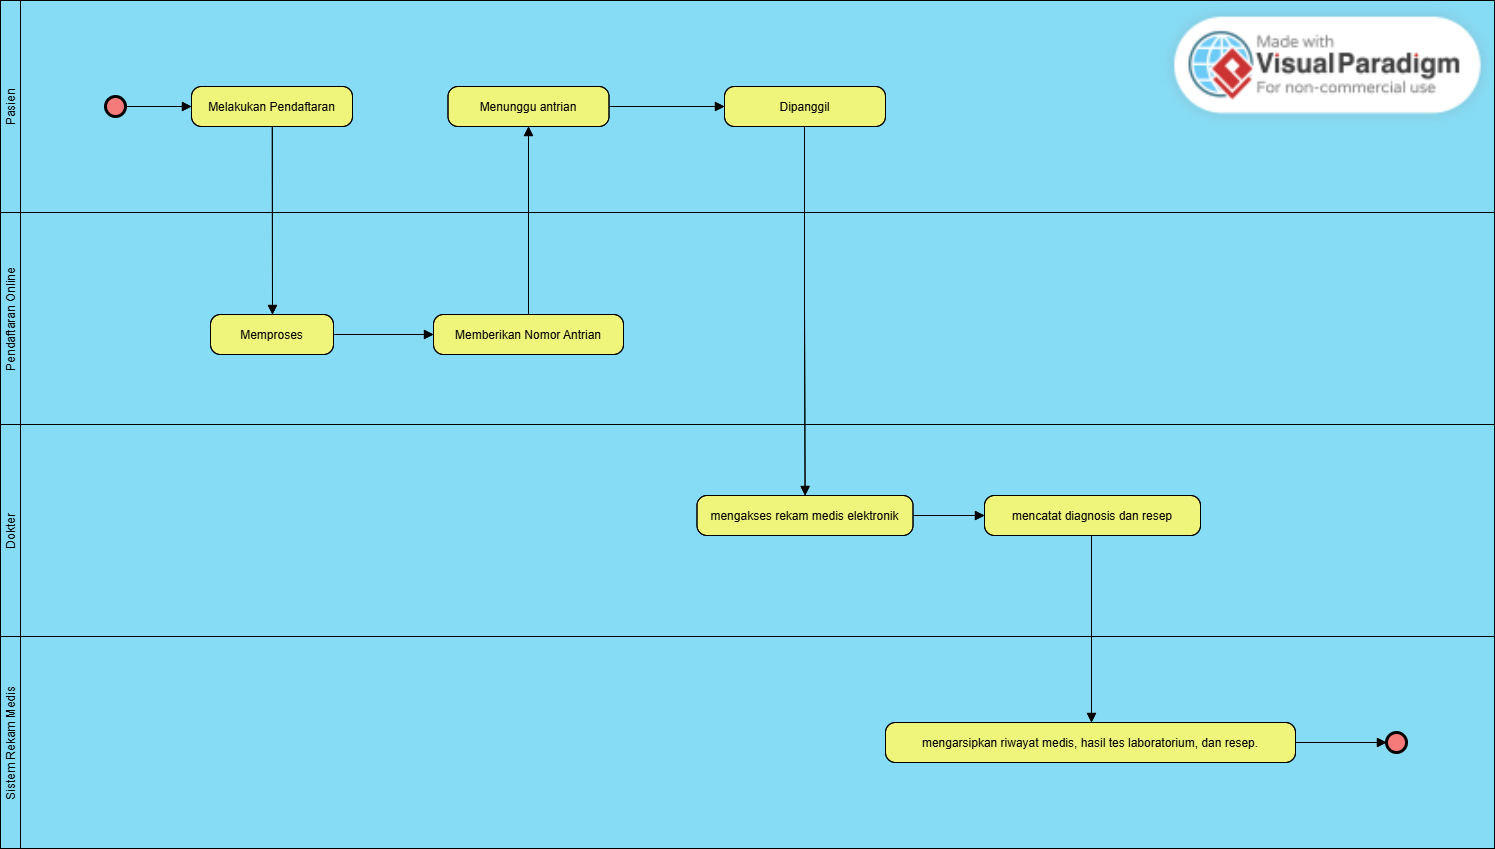 Made with
Visual Paradigm
For non-commercial use
Pasien
Melakukan Pendaftaran
Menunggu antrian
Dipanggil
Pendaftaran Online
Memproses
Memberikan Nomor Antrian
Dokter
mengakses rekam medis elektronik
mencatat diagnosis dan resep
Sistem Rekam Medis
mengarsipkan riwayat medis, hasil tes laboratorium, dan resep.